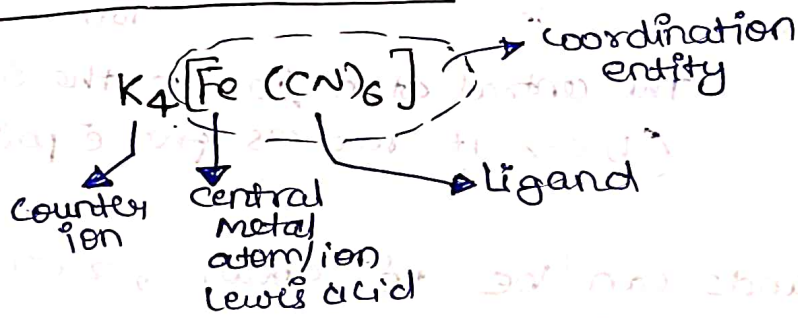 coordination
entity
K4[Fe (CN)6]
Ligand
counter
ion
central
metal
atom/ion
Lewis acid